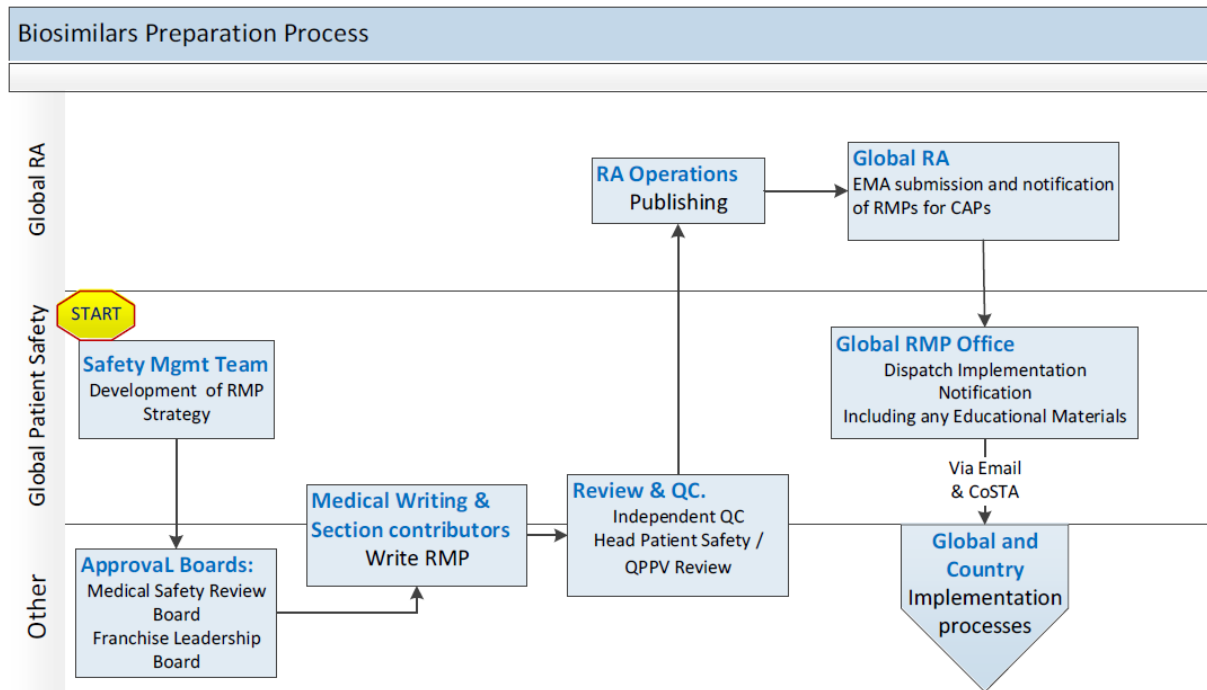 Biosimilars Preparation Process
Global RA
RA Operations
Publishing
Global RA
EMA submission and notification
of RMPs for CAPs
Global Patient Safety
START
Safety Mgmt Team
Development of RMP
Strategy
Global RMP Office
Dispatch Implementation
Notification
Including any Educational Materials
Via Email
& CoSTA
Medical Writing &
Section contributors
Write RMP
Review & QC.
Independent QC
Head Patient Safety /
QPPV Review
Other
ApprovaL Boards:
Medical Safety Review
Board
Franchise Leadership
Board
Global and
Country
Implementation
processes